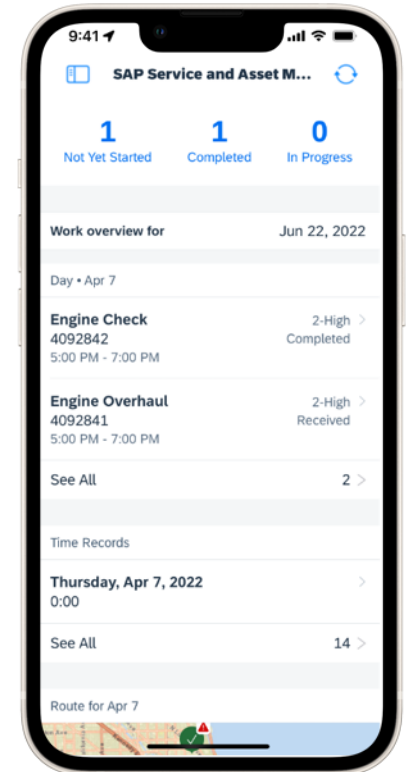 9:41
SAP Service and Asset M...
1 1 0
Not Yet Started Completed In Progress
Work overview for Jun 22, 2022
Day • Apr 7
Engine Check 2-High
4092842 Completed
5:00 PM - 7:00 PM
Engine Overhaul 2-High
4092841 Received
5:00 PM - 7:00 PM
See All 2
Time Records
Thursday, Apr 7, 2022
0:00
See All 14
Route for Apr 7